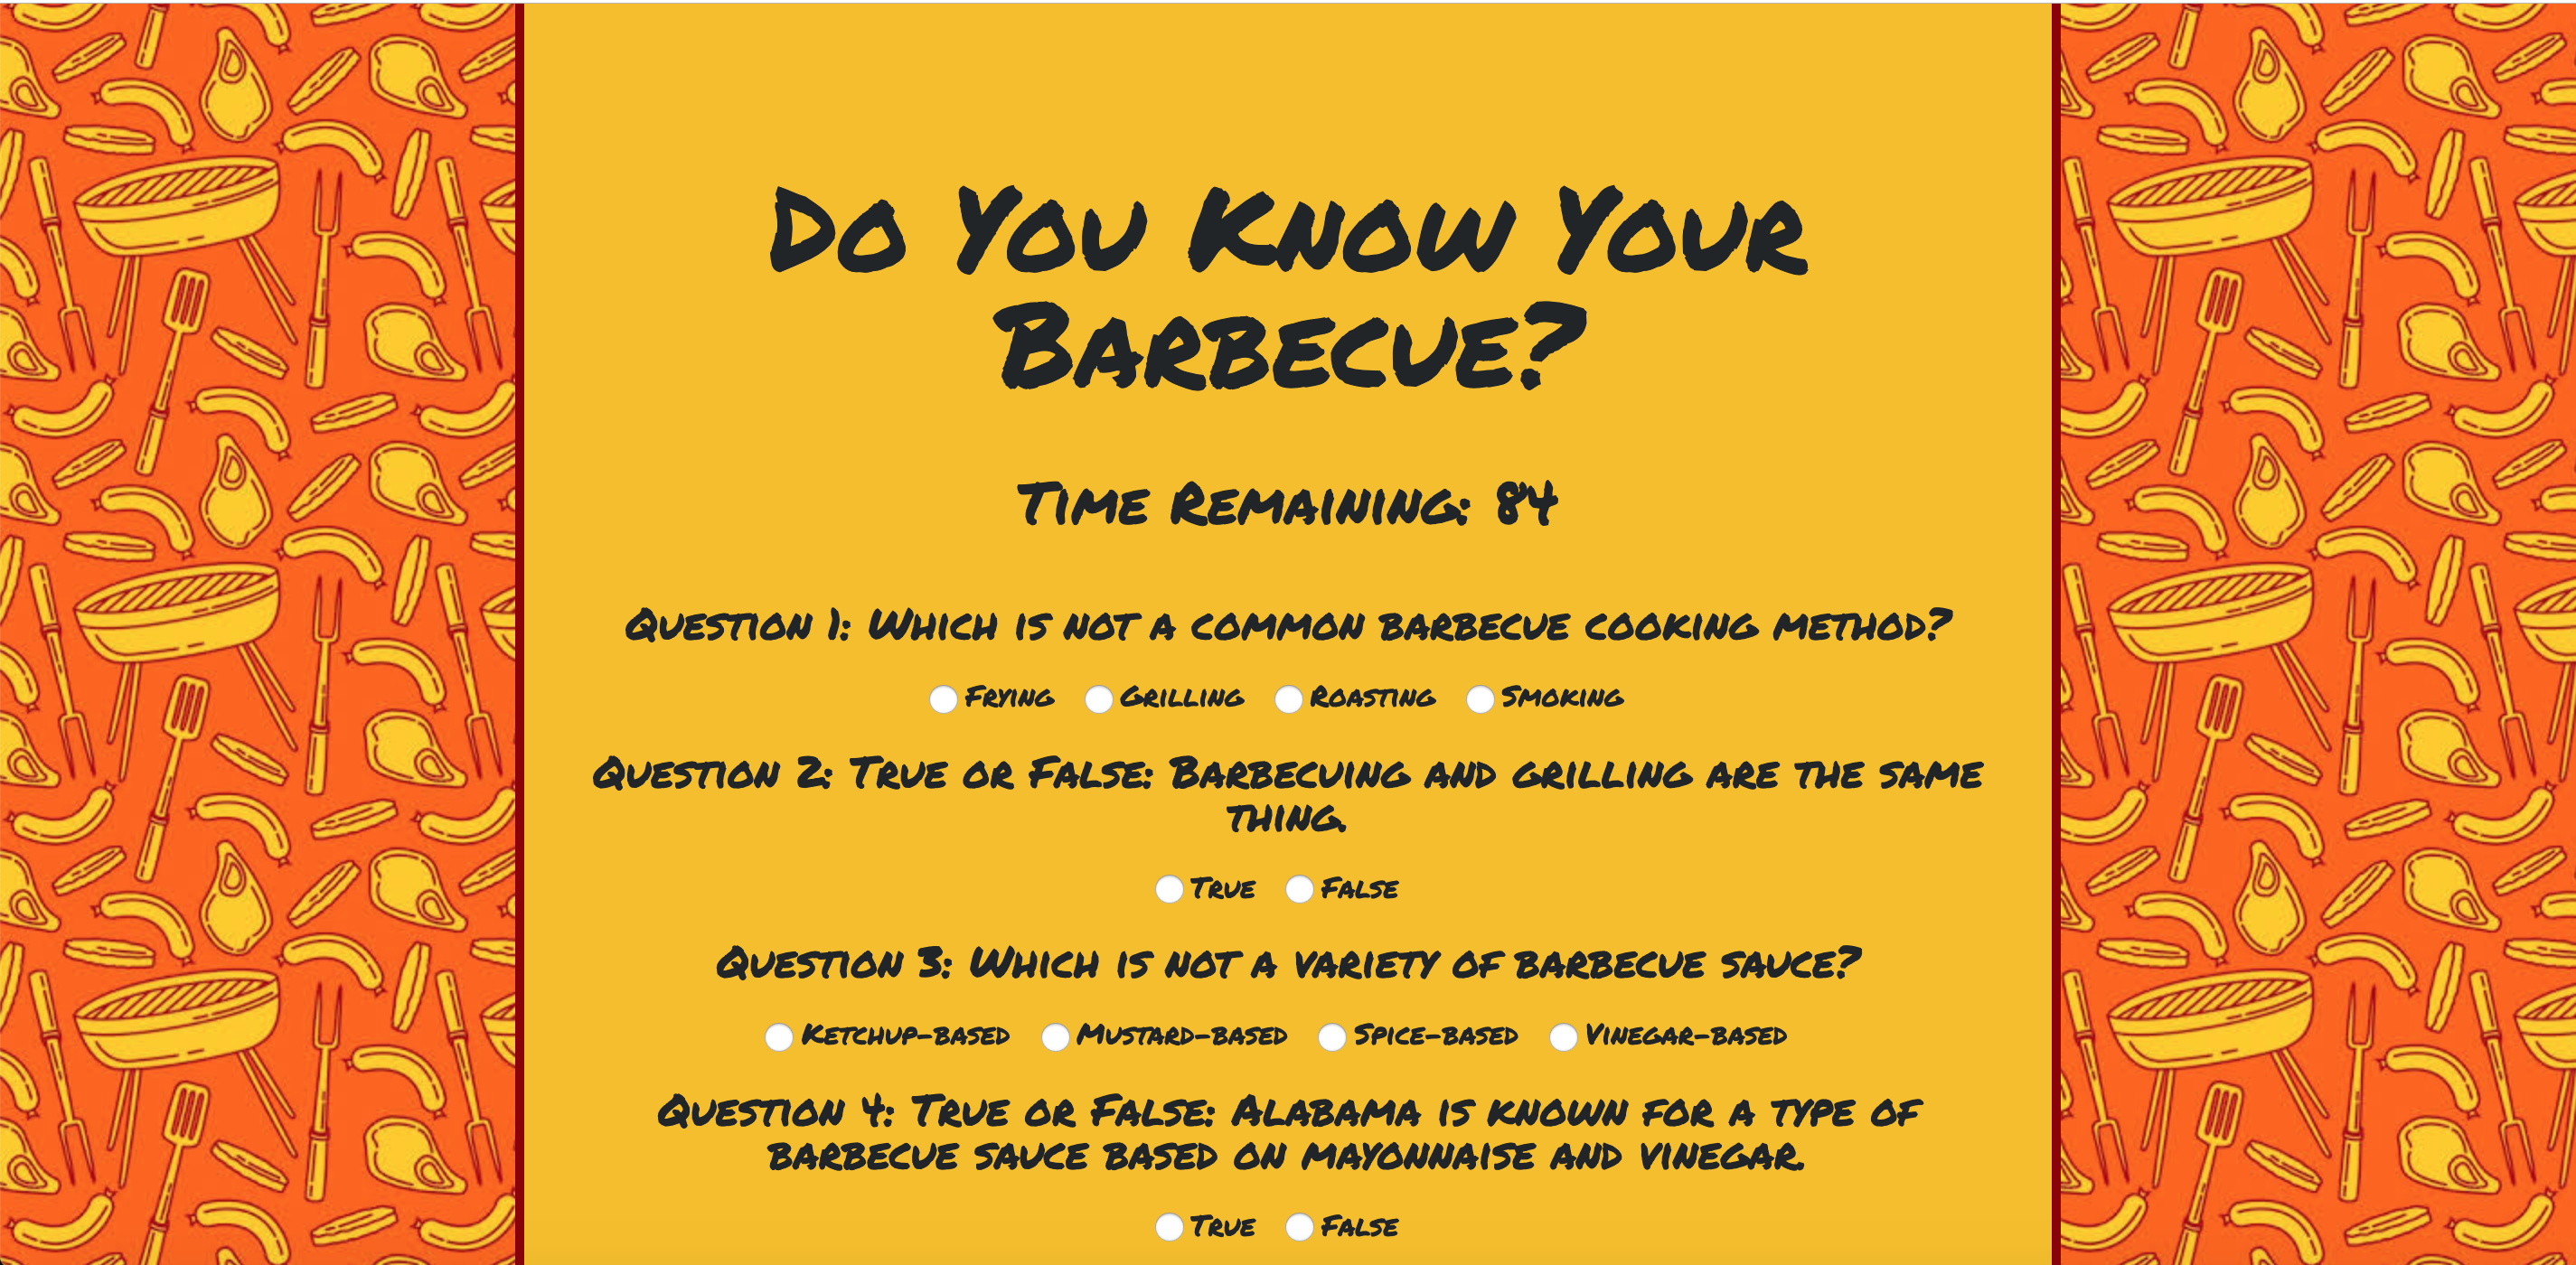 Do You Know Your
Barbecue?
Time Remaining: 84
Question 1: Which is not a common barbecue cooking method?
Frying Grilling Roasting Smoking
Question 2: True or False: Barbecuing and grilling are the same
thing.
True False
Question 3: Which is not a variety of barbecue sauce?
Ketchup-based Mustard-based Spice-based Vinegar-based
Question 4: True or False: Alabama is known for a type of
barbecue sauce based on mayonnaise and vinegar.
True False